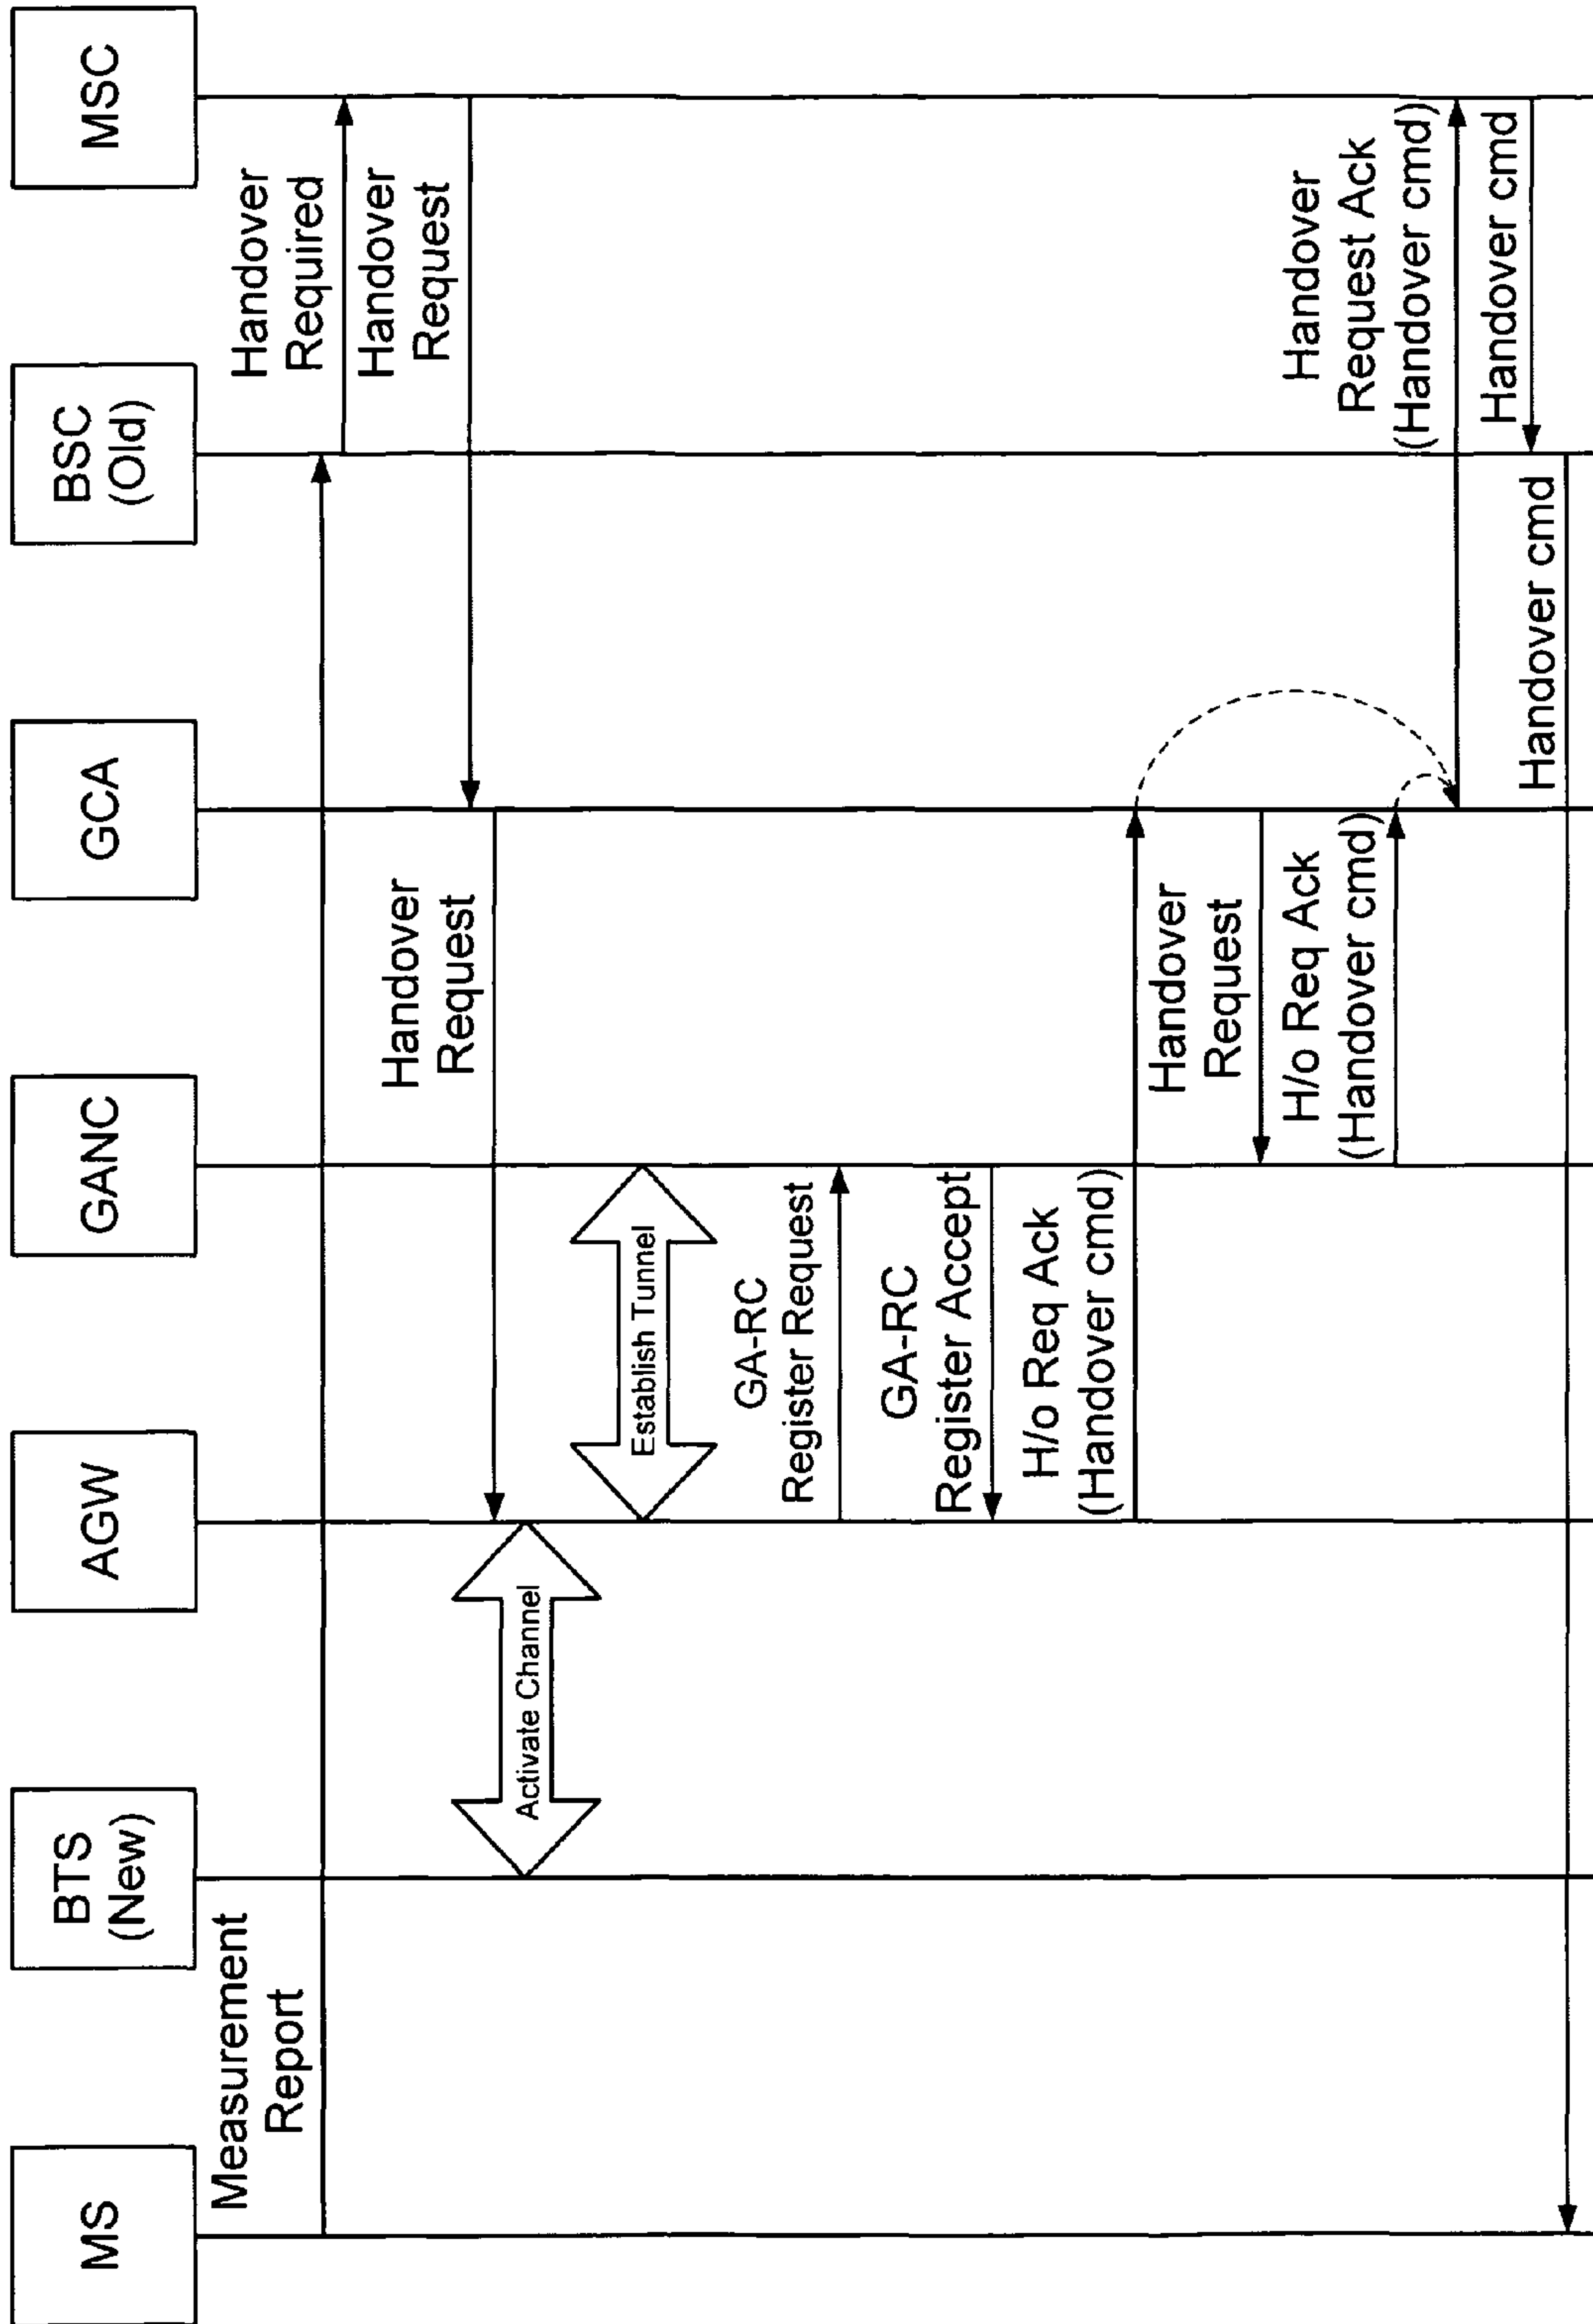 MS
BTS
(New)
AGW
GANC
GCA
BSC
(Old)
MSC
Measurement
Report
Handover
Required
Handover
Request
Handover
Request
Activate Channel
Establish Tunnel
GA-RC
Register Request
GA-RC
Register Accept
H/o Req Ack
(Handover cmd)
Handover
Request
H/o Req Ack
(Handover cmd)
Handover
Request Ack
(Handover cmd)
Handover cmd
Handover cmd